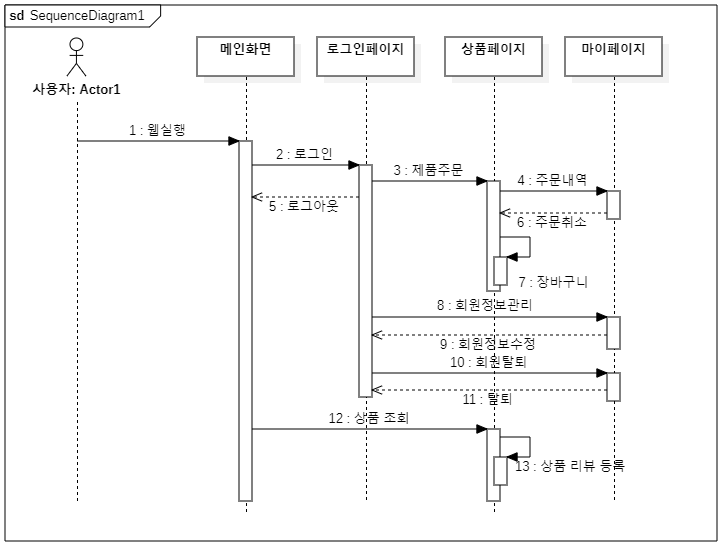 sd SequenceDiagram1
메인화면
로그인페이지
상품페이지
마이페이지
사용자: Actor1
1 : 웹실행
2 : 로그인
3 : 제품주문
4 : 주문내역
5 : 로그아웃
6 : 주문취소
7 : 장바구니
8 : 회원정보관리
9 : 회원정보수정
10 : 회원탈퇴
11 : 탈퇴
12 : 상품 조회
13 : 상품 리뷰 등록